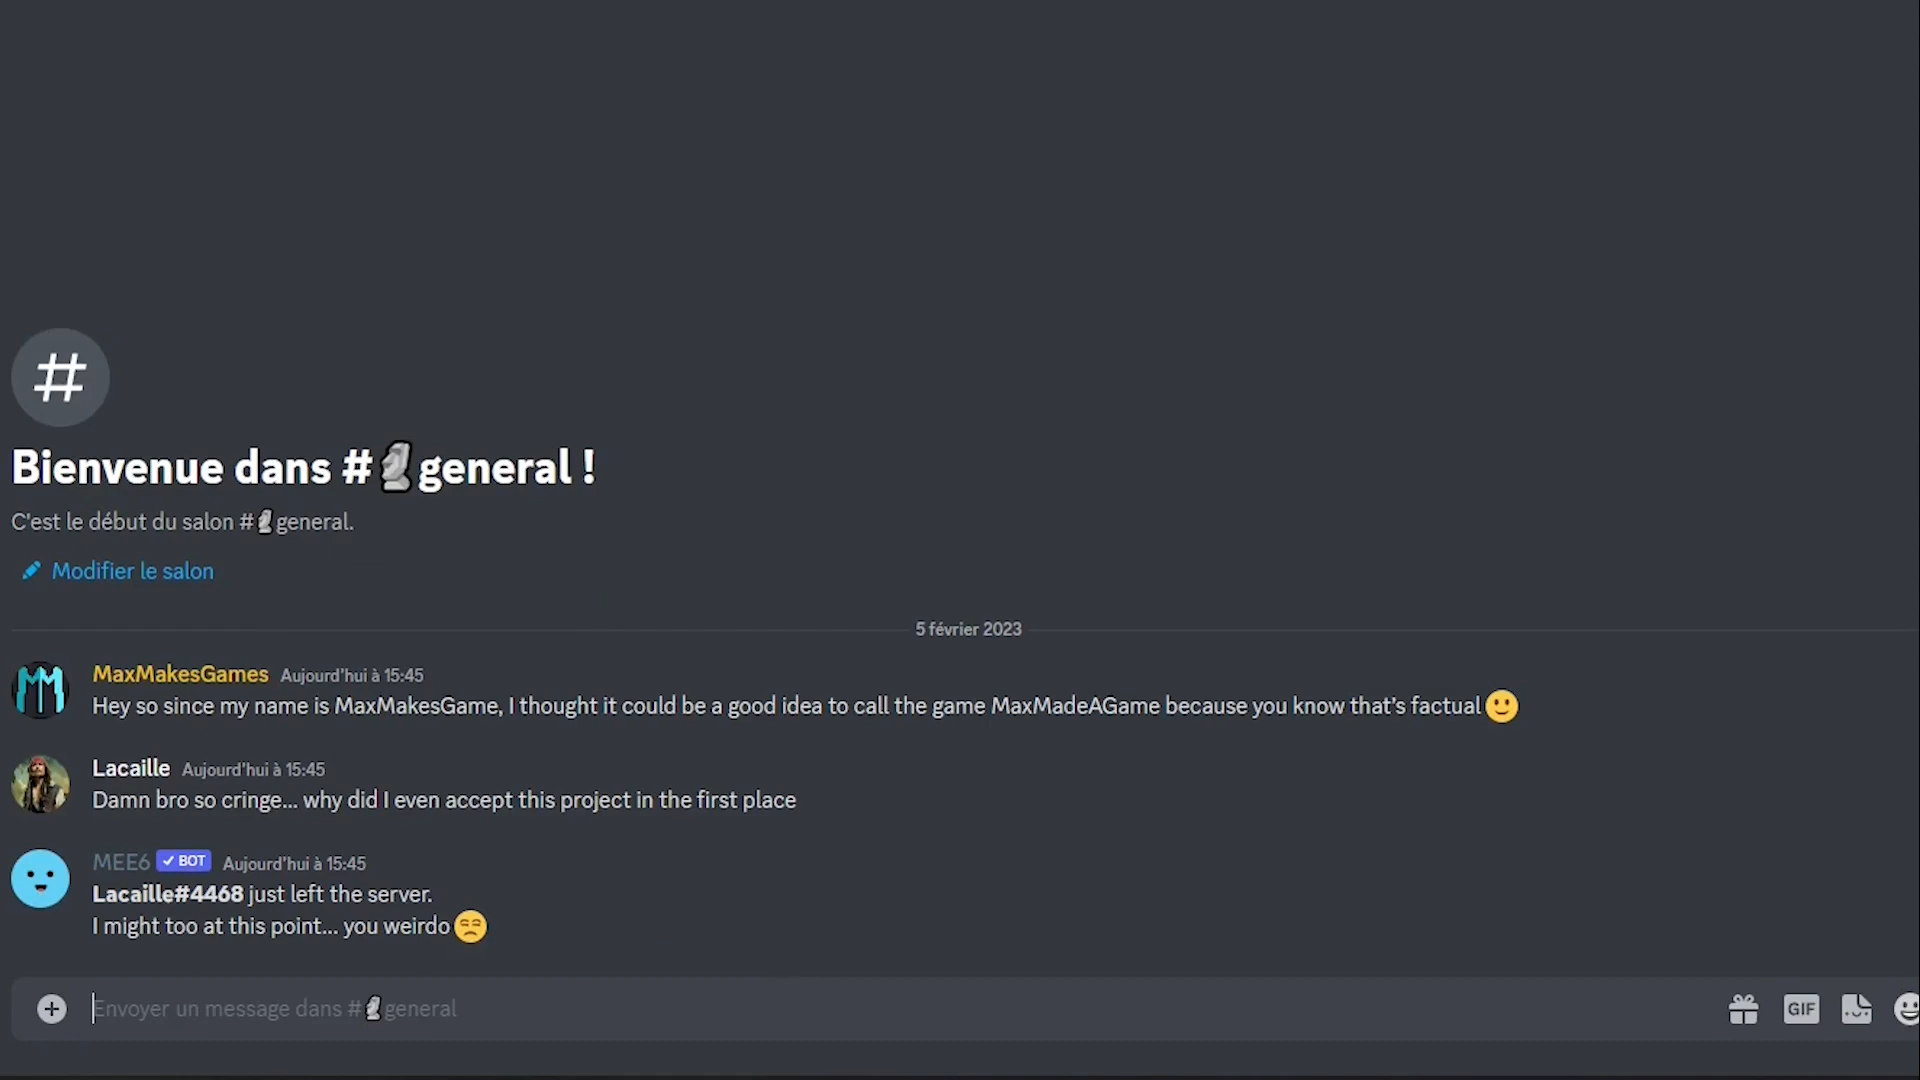 Bienvenue dans #🗿general !
C'est le début du salon #🗿general.
Modifier le salon
5 février 2023
MaxMakesGames Aujourd'hui à 15:45
Hey so since my name is MaxMakesGame, I thought it could be a good idea to call the game MaxMadeAGame because you know that's factual 🙂
Lacaille Aujourd'hui à 15:45
Damn bro so cringe... why did I even accept this project in the first place
MEE6 ✓ BOT Aujourd'hui à 15:45
Lacaille#4468 just left the server.
I might too at this point... you weirdo 😒
Envoyer un message dans #🗿general
GIF